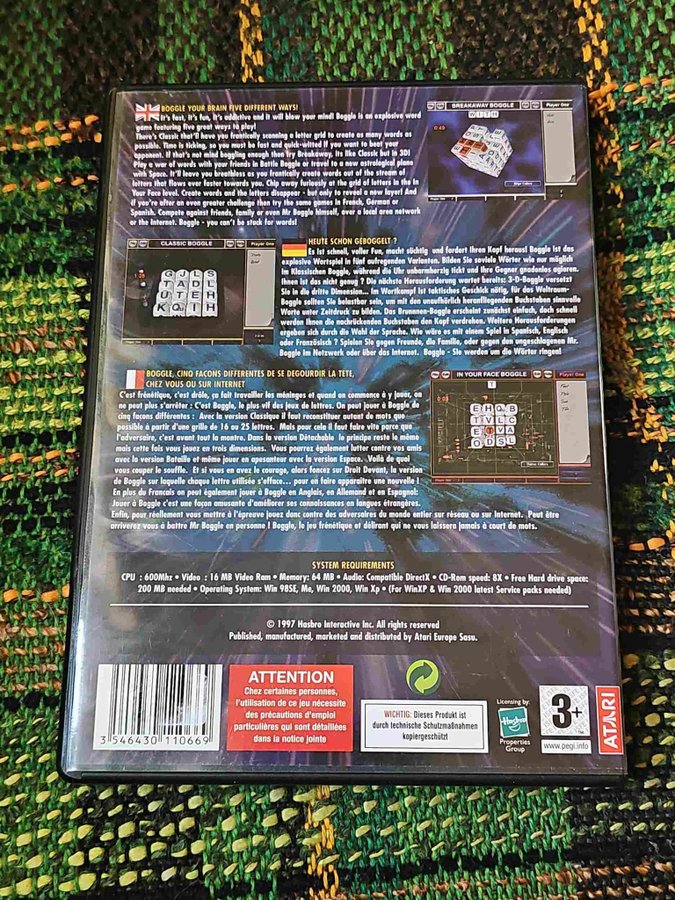 BOGGLE YOUR BRAIN FIVE DIFFERENT WAYS!
It's fast, it's fun, it's addictive and it will blow your mind! Boggle is an explosive word
game featuring five great ways to play!
There's Classic that'll have you frantically scanning a letter grid to create as many words as
possible. Time is ticking, so you must be fast and quick-witted if you want to beat your
opponent. If that's not mind boggling enough then try Breakaway. Its like Classic but in 3D!
Play a war of words with your friends in Battle Boggle or travel to a new astrological plane
with Space. It'll leave you breathless as you frantically create words out of the stream of
letters that flows ever faster towards you. Chip away furiously at the grid of letters in the In
Your Face level. Create words and the letters disappear - but only to reveal a new layer! And
if you're after an even greater challenge then try the same games in French, German or
Spanish. Compete against friends, family or even Mr Boggle himself, over a local area network
or the Internet. Boggle - you can't be stuck for words!
BREAKAWAY BOGGLE
Player One
WITH
CLASSIC BOGGLE
Player One
HEUTE SCHON GEBOGGELT ?
Es ist schnell, voller Fun, macht süchtig und fordert Ihren Kopf heraus! Boggle ist das
explosive Wortspiel in fünf aufregenden Varianten. Bilden Sie soviele Wörter wie nur möglich
im Klassischen Boggle, während die Uhr unbarmherzig tickt und Ihre Gegner gnadenlos agieren.
Ihnen ist das nicht genug ? Die nächste Herausforderung wartet bereits: 3-D-Boggle versetzt
Sie in die dritte Dimension... Im Wortkampf ist taktisches Geschick nötig, für das Weltraum-
Boggle sollten Sie belastbar sein, um mit den unaufhörlich heranfliegenden Buchstaben sinnvolle
Worte unter Zeitdruck zu bilden. Das Brunnnen-Boggle erscheint zunächst einfach, doch schnell
werden Ihnen die nachrückenden Buchstaben den Kopf verdrehen. Weitere Herausforderungen
ergeben sich durch die Wahl der Sprache. Wie wäre es mit einem Spiel in Spanisch, Englisch
oder Französisch? Spielen Sie gegen Freunde, die Familie, oder gegen den ungeschlagenen Mr.
Boggle im Netzwerk oder über das Internet. Boggle - Sie werden um die Wörter ringen!
BOGGLE, CINQ FAÇONS DIFFERENTES DE SE DEGOURDIR LA TETE,
CHEZ VOUS OU SUR INTERNET
C'est frénétique, c'est drôle, ça fait travailler les méninges et quand on commence à y jouer, on
ne peut plus s'arrêter : C'est Boggle, le plus vif des jeux de lettres. On peut jouer à Boggle de
cinq façons différentes : Avec la version Classique il faut reconstituer autant de mots que
possible à partir d'une grille de 16 ou 25 lettres. Mais pour cela il faut faire vite parce que
l'adversaire, c'est avant tout la montre. Dans la version Détachable le principe reste le même
mais cette fois vous jouez en trois dimensions. Vous pourrez également lutter contre vos amis
avec la version Bataille et même jouer en apesanteur avec la version Espace. Voilà de quoi
vous couper le souffle. Et si vous en avez le courage, alors foncez sur Droit Devant, la version
de Boggle sur laquelle chaque lettre utilisée s'efface... pour en faire apparaître une nouvelle !
En plus du Français on peut également jouer à Boggle en Anglais, en Allemand et en Espagnol:
Jouer à Boggle c'est une façon amusante d'améliorer ses connaissances en langues étrangères.
Enfin, pour réellement vous mettre à l'épreuve jouez donc contre des adversaires du monde entier sur réseau ou sur Internet. Peut être
arriverez vous à battre Mr Boggle en personne ! Boggle, le jeu frénétique et délirant qui ne vous laissera jamais à court de mots.
IN YOUR FACE BOGGLE
Player One
SYSTEM REQUIREMENTS
CPU : 600Mhz • Video : 16 MB Video Ram • Memory: 64 MB • Audio: Compatible DirectX • CD-Rom speed: 8X • Free Hard drive space:
200 MB needed • Operating System: Win 98SE, Me, Win 2000, Win Xp • (For WinXP & Win 2000 latest Service packs needed)
© 1997 Hasbro Interactive Inc. All rights reserved
Published, manufactured, marketed and distributed by Atari Europe Sasu.
3 546430 110669
ATTENTION
Chez certaines personnes,
l'utilisation de ce jeu nécessite
des précautions d'emploi
particulières qui sont détaillées
dans la notice jointe
WICHTIG: Dieses Produkt ist
durch technische Schutzmaßnahmen
kopiergeschützt
Licensing by:
Hasbro
Properties
Group
3+
www.pegi.info
ATARI